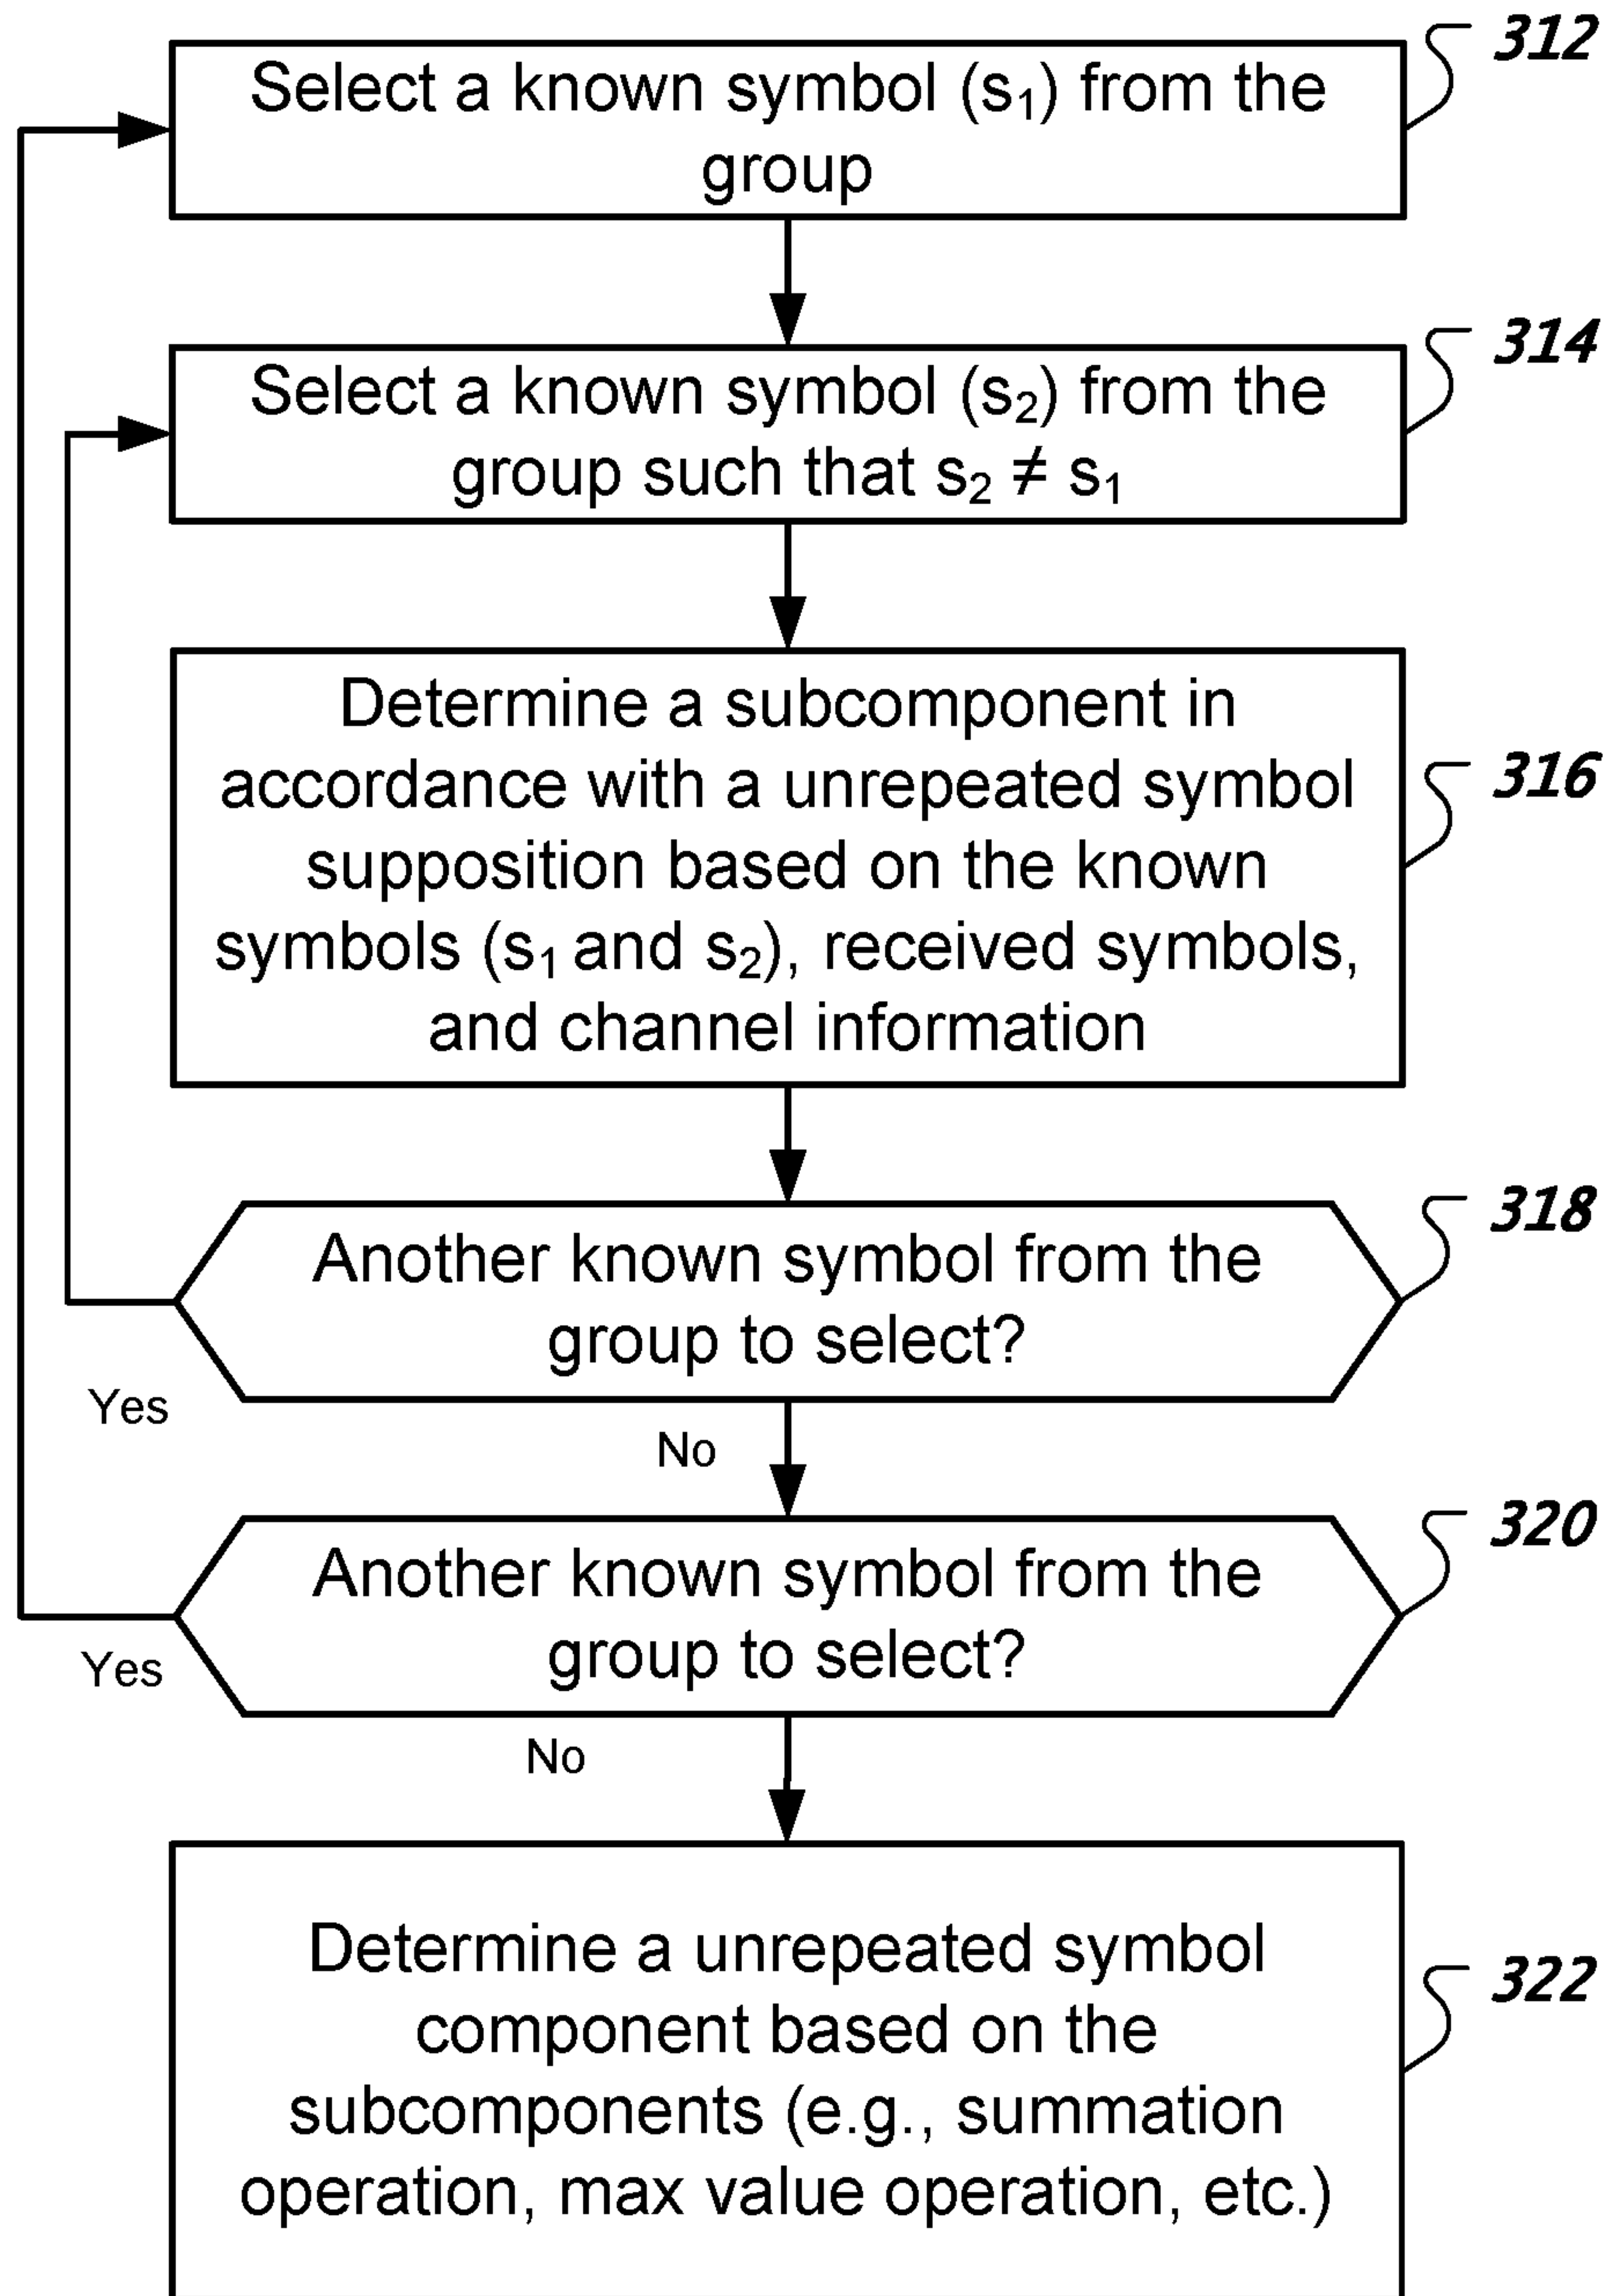 312
Select a known symbol (s₁) from the
group
314
Select a known symbol (s₂) from the
group such that s₂ ≠ s₁
Determine a subcomponent in
accordance with a unrepeated symbol
316
supposition based on the known
symbols (s₁ and s₂), received symbols,
and channel information
318
Another known symbol from the
group to select?
Yes
No
320
Another known symbol from the
group to select?
Yes
No
Determine a unrepeated symbol
322
component based on the
subcomponents (e.g., summation
operation, max value operation, etc.)